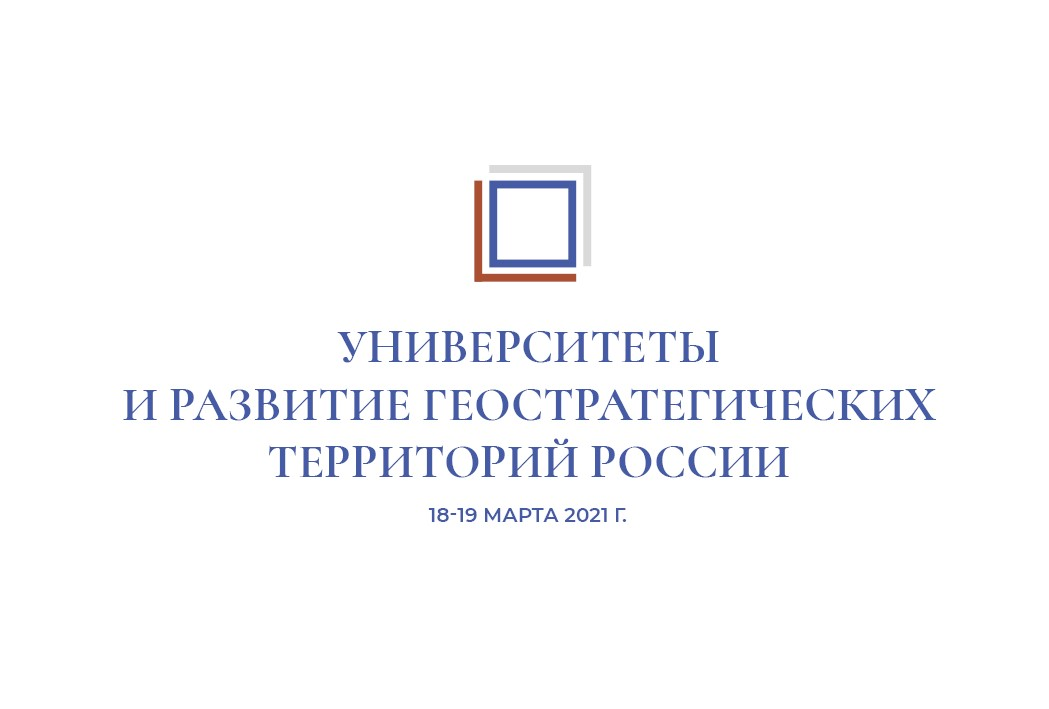 УНИВЕРСИТЕТЫ
И РАЗВИТИЕ ГЕОСТРАТЕГИЧЕСКИХ
ТЕРРИТОРИЙ РОССИИ
18-19 МАРТА 2021 Г.